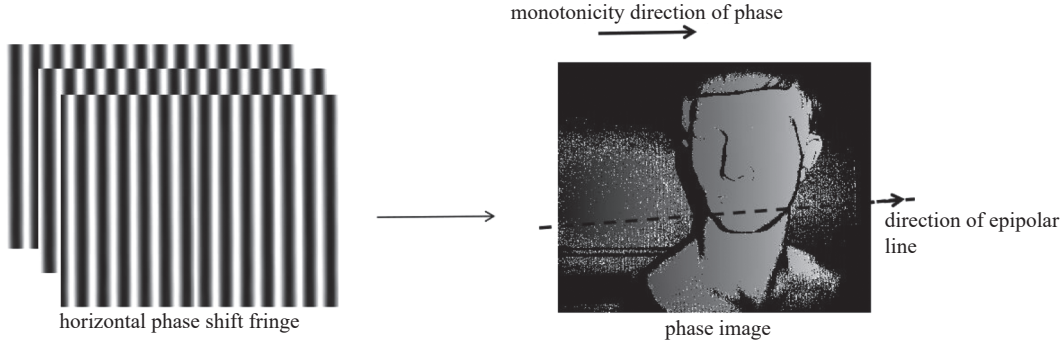 monotonicity direction of phase
direction of epipolar
line
horizontal phase shift fringe
phase image